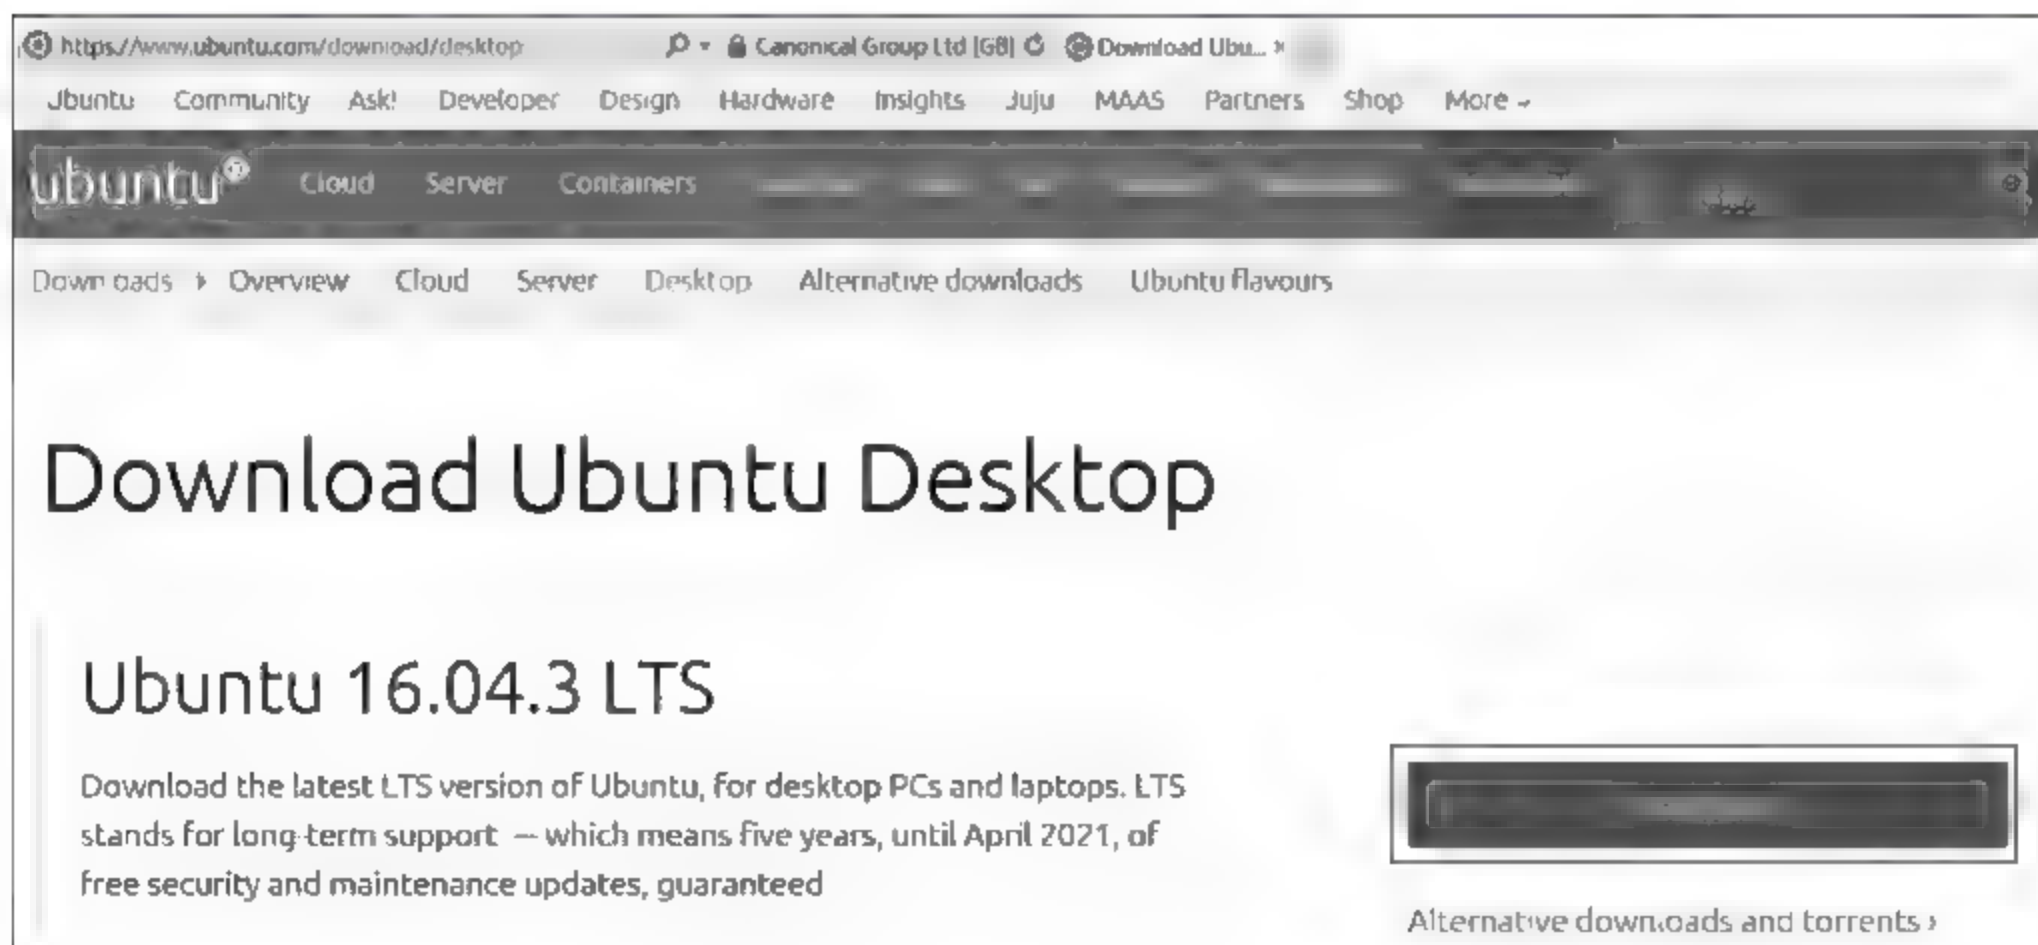 https://www.ubuntu.com/download/desktop Canonical Group Ltd [GB] Download Ubu... ×
Ubuntu Community Ask! Developer Design Hardware Insights Juju MAAS Partners Shop More
ubuntu Cloud Server Containers
Downloads › Overview Cloud Server Desktop Alternative downloads Ubuntu flavours
Download Ubuntu Desktop
Ubuntu 16.04.3 LTS
Download the latest LTS version of Ubuntu, for desktop PCs and laptops. LTS
stands for long-term support — which means five years, until April 2021, of
free security and maintenance updates, guaranteed
Alternative downloads and torrents ›